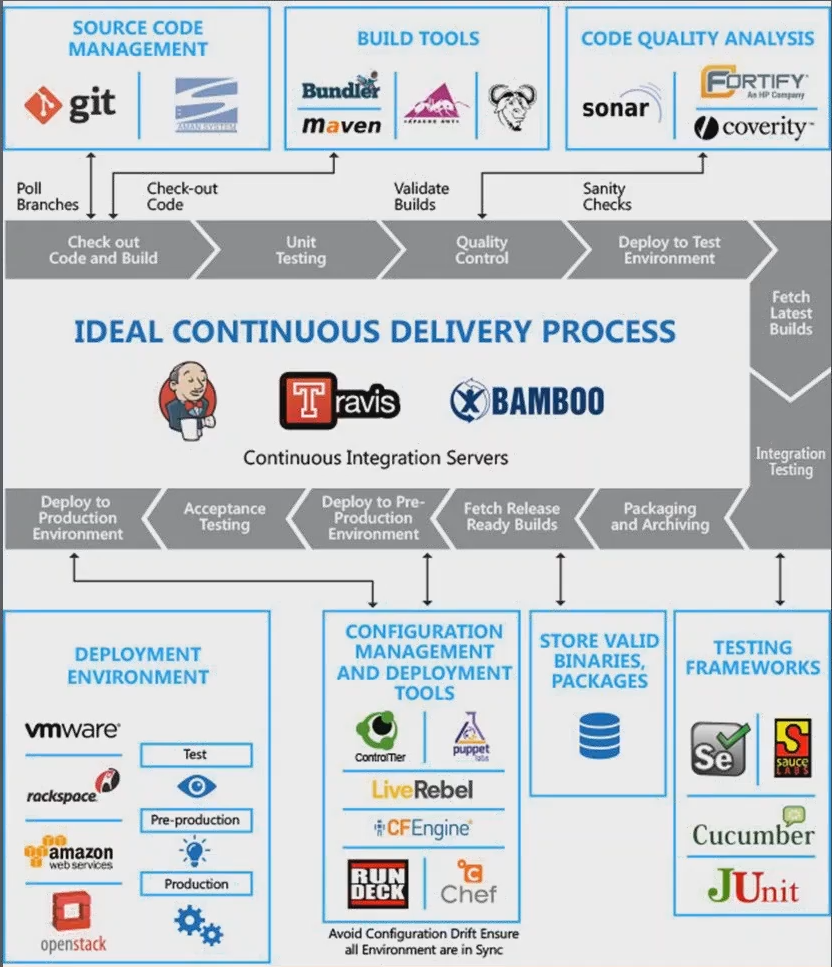 SOURCE CODE
MANAGEMENT
git
AMAN SYSTEM
BUILD TOOLS
Bundler
maven
APACHE ANT
CODE QUALITY ANALYSIS
sonar
FORTIFY
An HP Company
coverity™
Poll
Branches
Check-out
Code
Validate
Builds
Sanity
Checks
Check out
Code and Build
Unit
Testing
Quality
Control
Deploy to Test
Environment
Fetch
Latest
Builds
Integration
Testing
IDEAL CONTINUOUS DELIVERY PROCESS
Travis
BAMBOO
Continuous Integration Servers
Deploy to
Production
Environment
Acceptance
Testing
Deploy to Pre-
Production
Environment
Fetch Release
Ready Builds
Packaging
and Archiving
DEPLOYMENT
ENVIRONMENT
vmware®
rackspace
amazon
web services
openstack
Test
Pre-production
Production
CONFIGURATION
MANAGEMENT
AND DEPLOYMENT
TOOLS
ControlTier
puppet
labs
LiveRebel
CFEngine
RUN
DECK
Chef
Avoid Configuration Drift Ensure
all Environment are in Sync
STORE VALID
BINARIES,
PACKAGES
TESTING
FRAMEWORKS
Se
SAUCE
LABS
Cucumber
JUnit